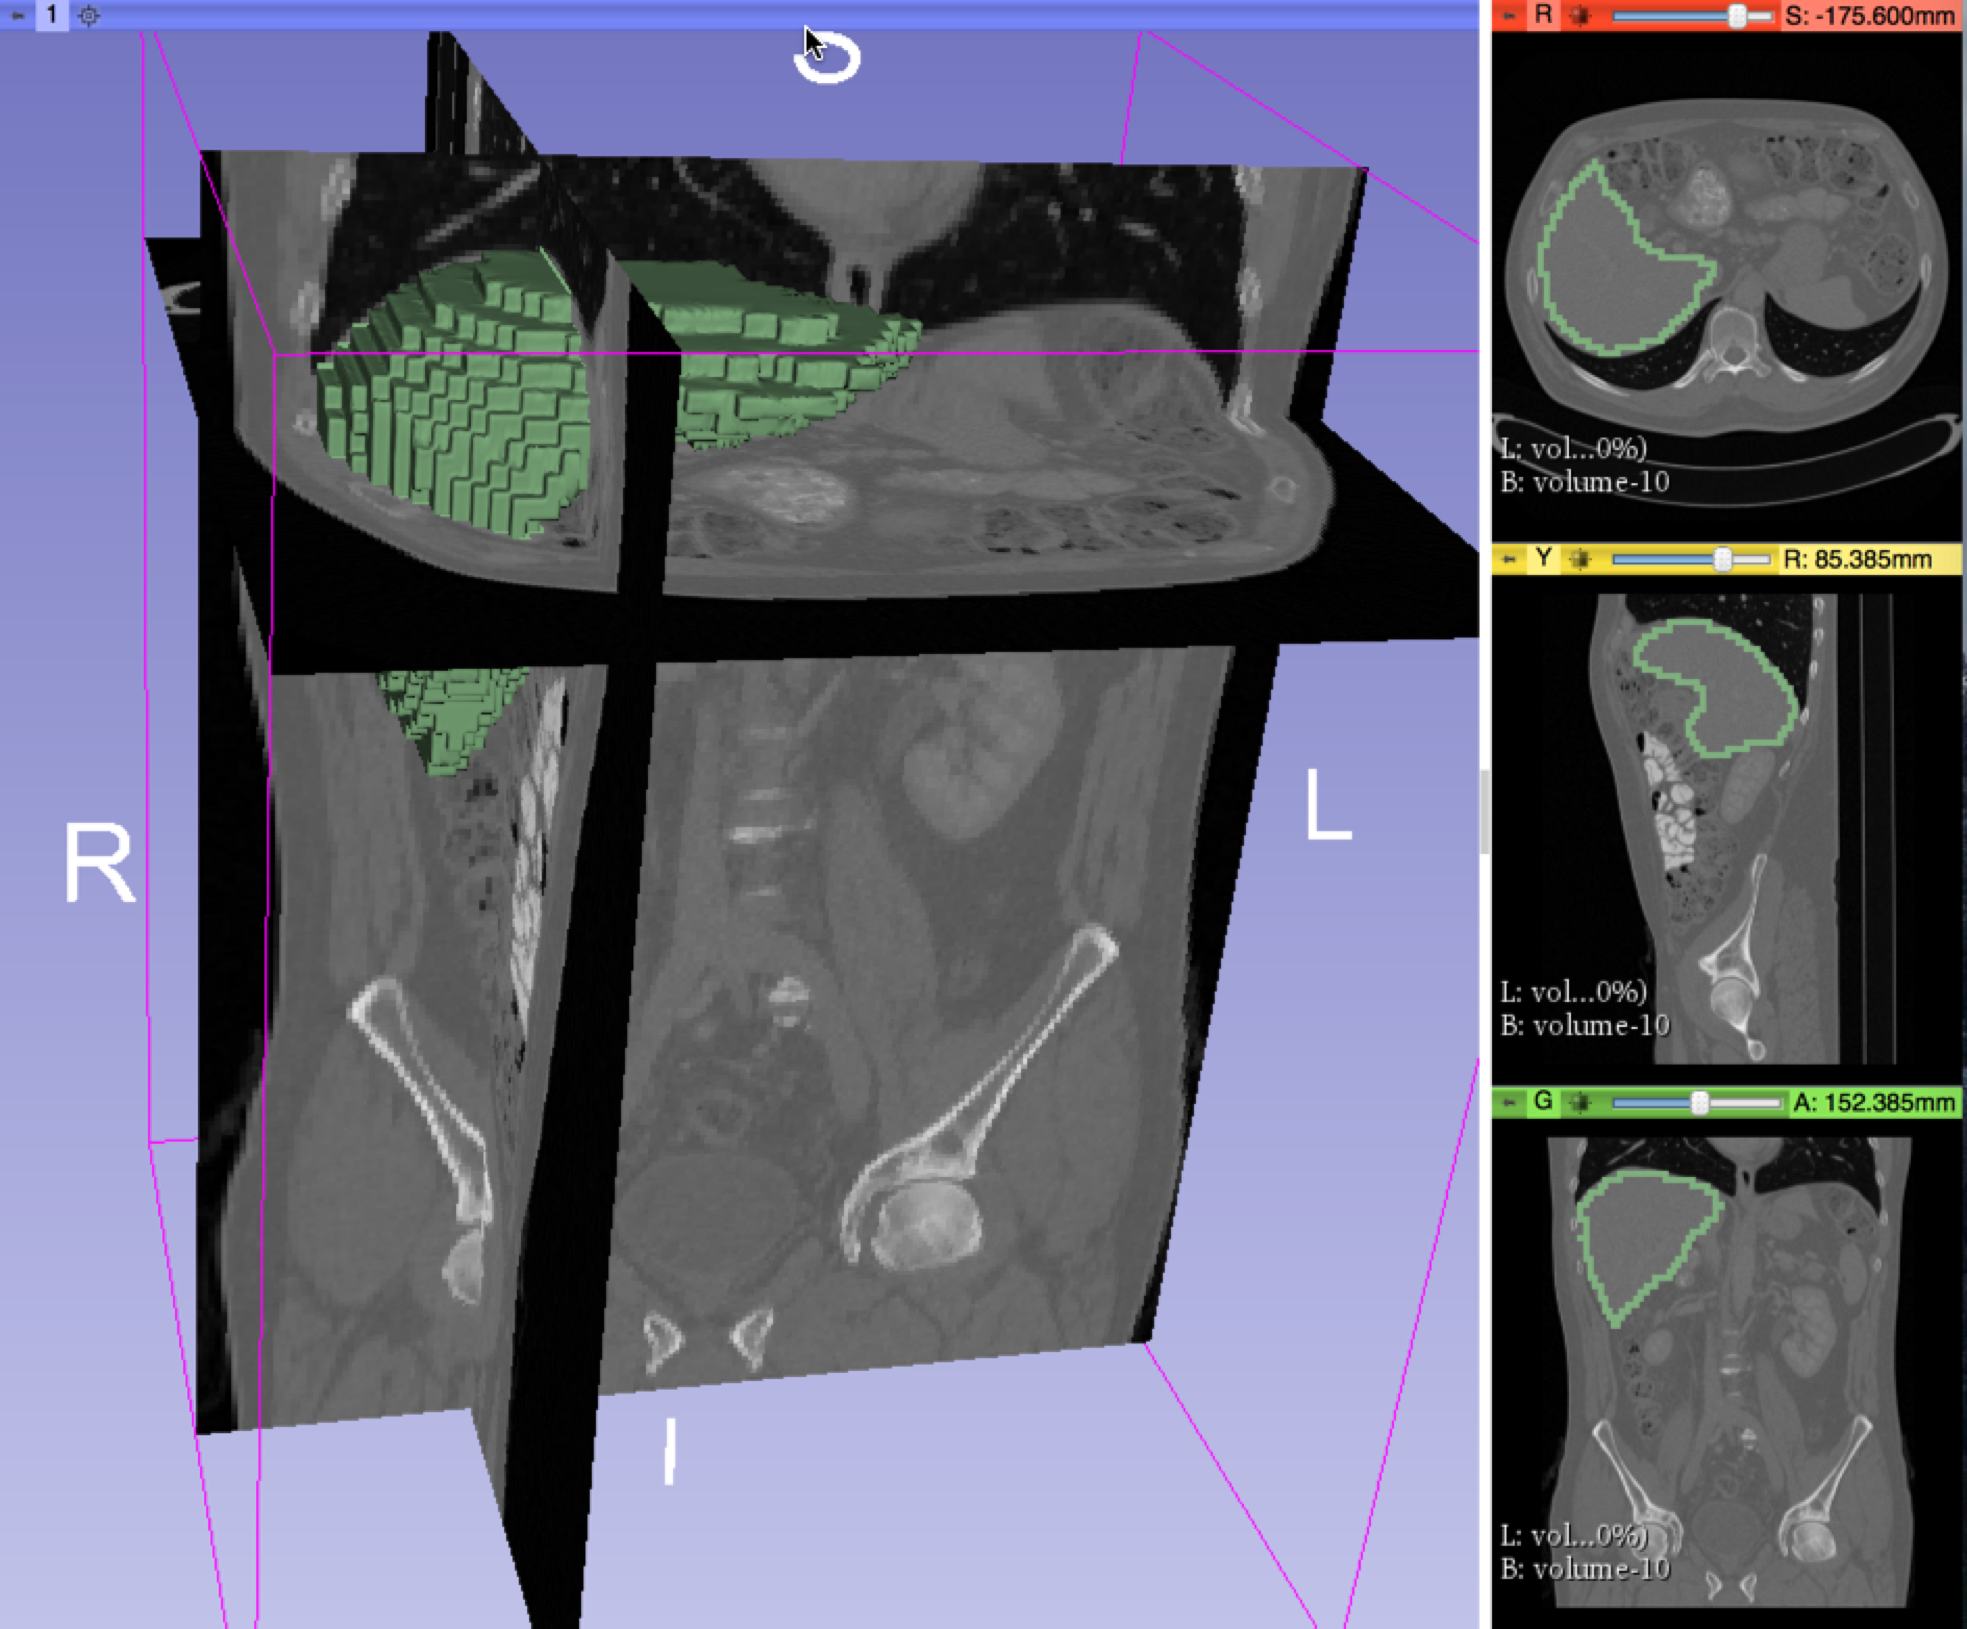 1
R
L
I
R
S: -175.600mm
L: vol...0%)
B: volume-10
Y
R: 85.385mm
L: vol...0%)
B: volume-10
G
A: 152.385mm
L: vol...0%)
B: volume-10